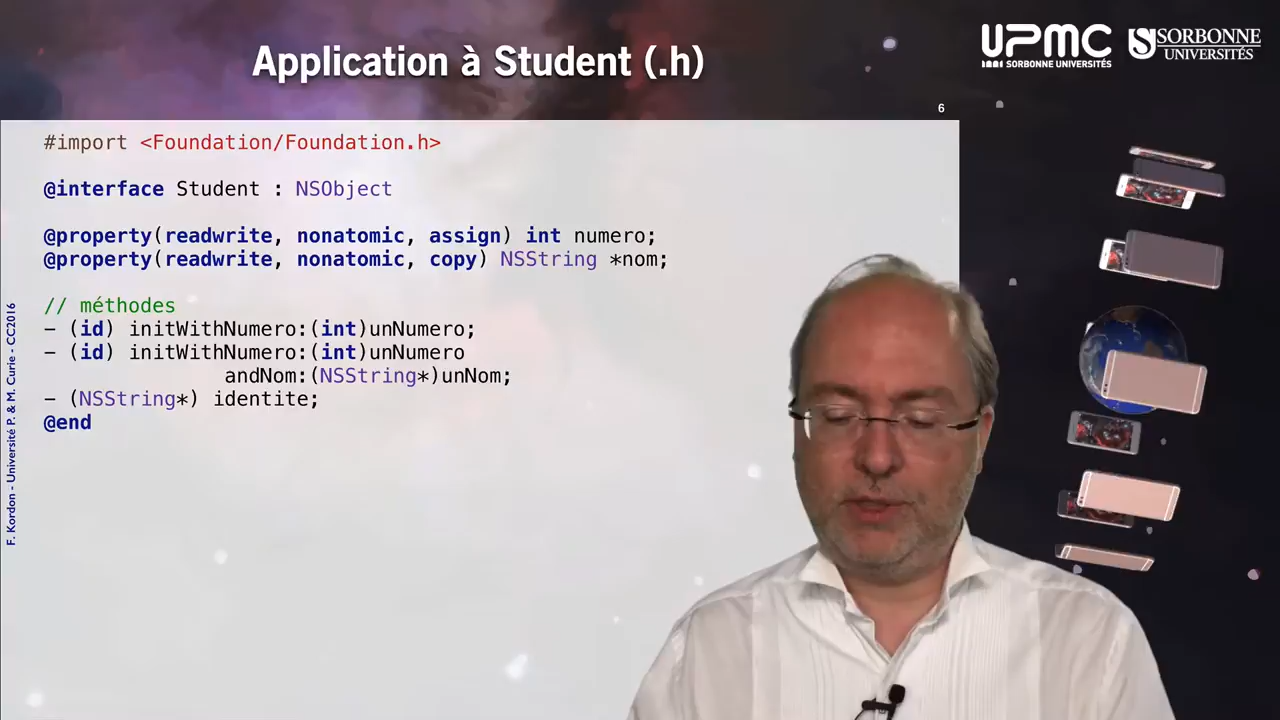 Application à Student (.h)
UPMC
SORBONNE UNIVERSITÉS
SORBONNE
UNIVERSITÉS
6
#import <Foundation/Foundation.h>
@interface Student : NSObject
@property(readwrite, nonatomic, assign) int numero;
@property(readwrite, nonatomic, copy) NSString *nom;
// méthodes
– (id) initWithNumero:(int)unNumero;
– (id) initWithNumero:(int)unNumero
andNom:(NSString*)unNom;
– (NSString*) identite;
@end
F. Kordon - Université P. & M. Curie - CC2016